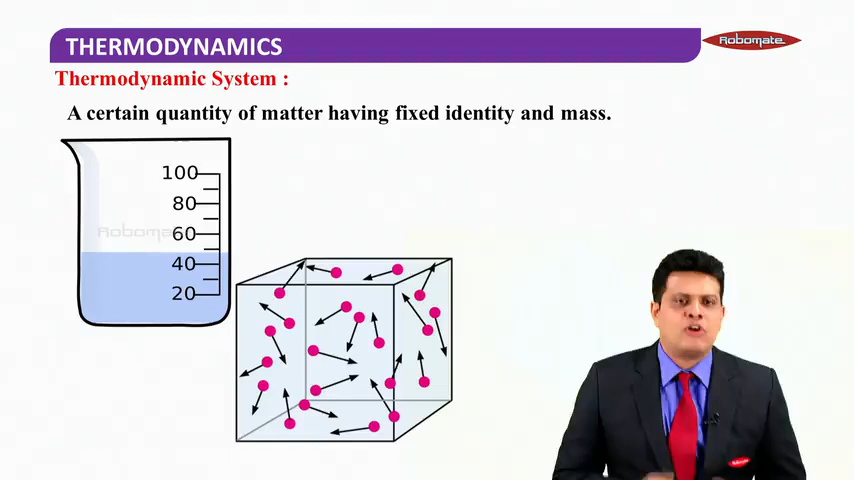 THERMODYNAMICS
Robomate
Thermodynamic System :
A certain quantity of matter having fixed identity and mass.
100
80
Robomate
60
40
20